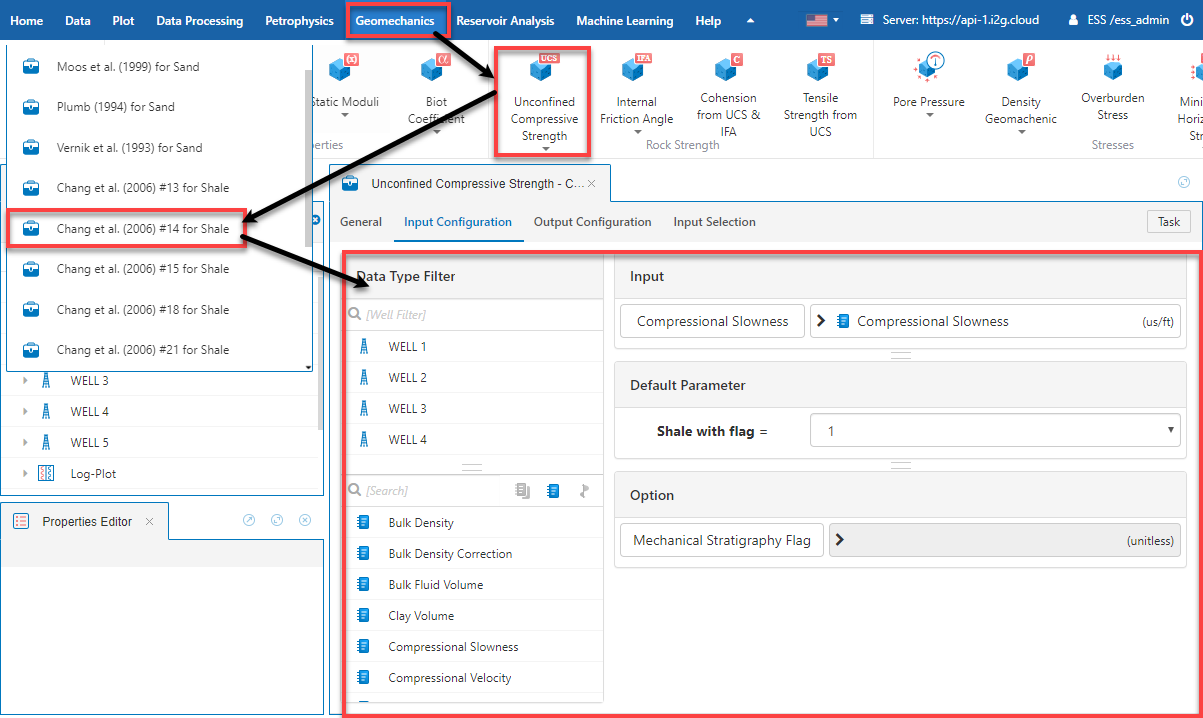 Home Data Plot Data Processing Petrophysics Geomechanics Reservoir Analysis Machine Learning Help Server: https://api-1.i2g.cloud ESS /ess_admin
Moos et al. (1999) for Sand
Plumb (1994) for Sand
Vernik et al. (1993) for Sand
Chang et al. (2006) #13 for Shale
Chang et al. (2006) #14 for Shale
Chang et al. (2006) #15 for Shale
Chang et al. (2006) #18 for Shale
Chang et al. (2006) #21 for Shale
(x)
Static Moduli
α
Biot
Coefficient
perties
UCS
Unconfined
Compressive
Strength
IFA
Internal
Friction Angle
C
Cohension
from UCS &
IFA
TS
Tensile
Strength from
UCS
Rock Strength
Pore Pressure
ρ
Density
Geomachenic
Overburden
Stress
Mini
Horiz
Str
Stresses
WELL 3
WELL 4
WELL 5
Log-Plot
Properties Editor
Unconfined Compressive Strength - C...
General Input Configuration Output Configuration Input Selection Task
Data Type Filter
[Well Filter]
WELL 1
WELL 2
WELL 3
WELL 4
[Search]
Bulk Density
Bulk Density Correction
Bulk Fluid Volume
Clay Volume
Compressional Slowness
Compressional Velocity
Input
Compressional Slowness Compressional Slowness (us/ft)
Default Parameter
Shale with flag = 1
Option
Mechanical Stratigraphy Flag (unitless)